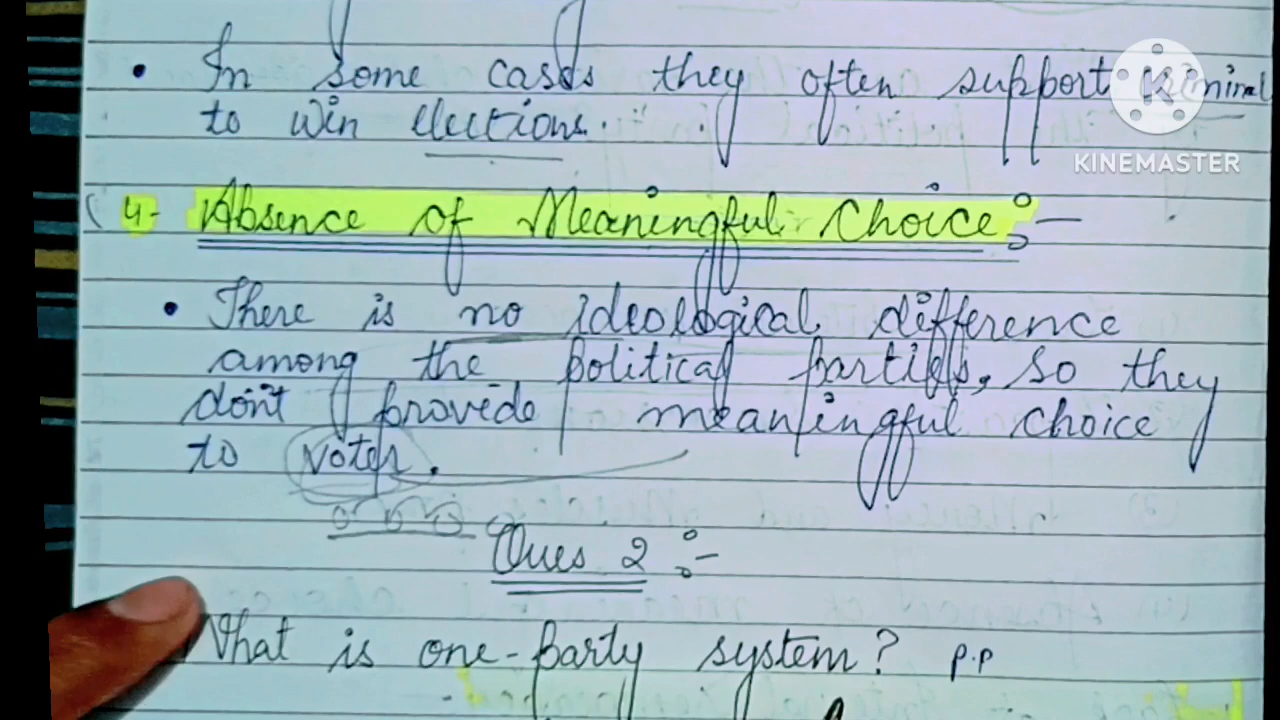 • In some cases they often support criminal
to win elections.
KINEMASTER
4- Absence of Meaningful Choice :-
• There is no ideological difference
among the political parties, so they
don't provide meaningful choice
to voter.
Ques 2 :-
What is one-party system? P.P